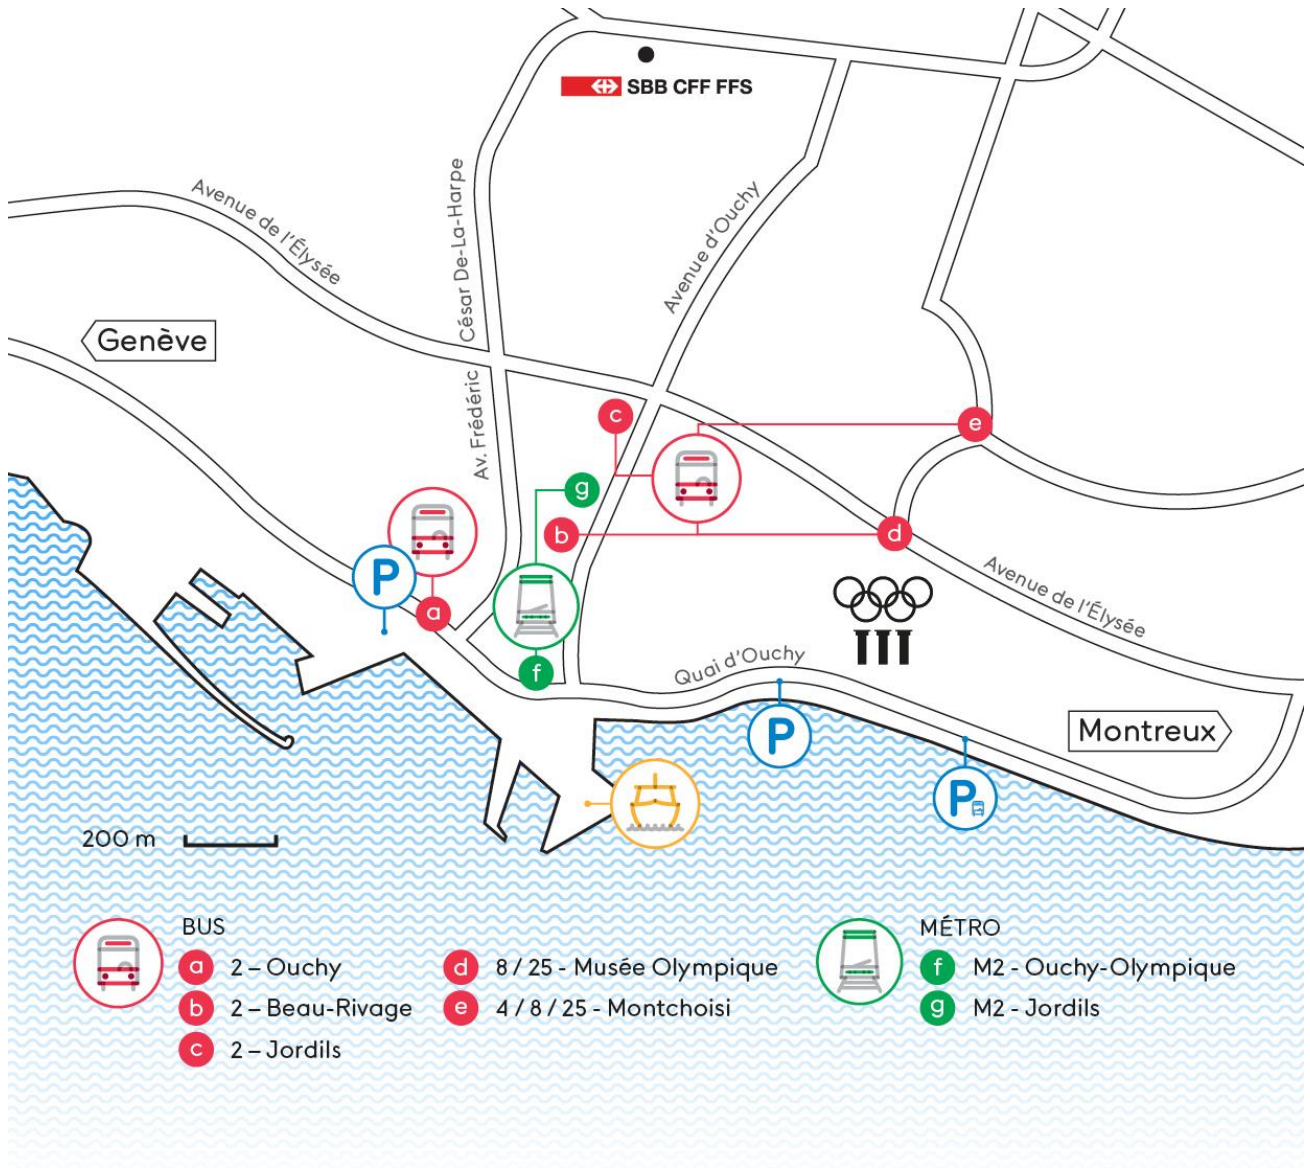 SBB CFF FFS
Avenue de l'Élysée
Av. Frédéric César De-La-Harpe
Avenue d'Ouchy
Genève
c
e
g
b
d
P
a
f
Avenue de l'Élysée
Quai d'Ouchy
P
Montreux
P
200 m
BUS
a 2 – Ouchy
b 2 – Beau-Rivage
c 2 – Jordils
d 8 / 25 - Musée Olympique
e 4 / 8 / 25 - Montchoisi
MÉTRO
f M2 - Ouchy-Olympique
g M2 - Jordils